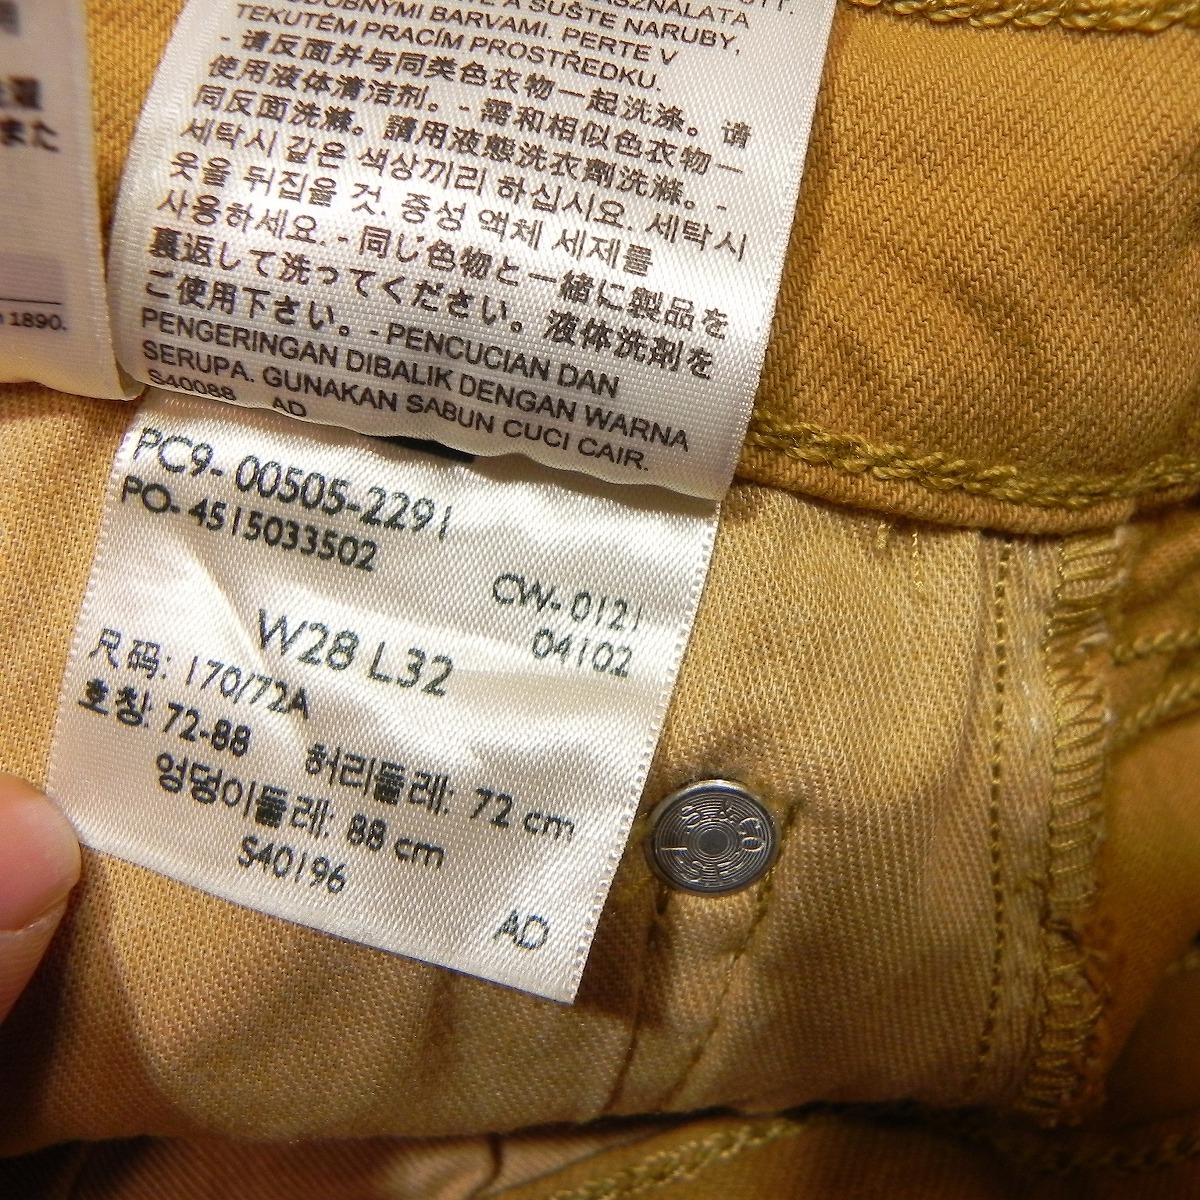 また
1890.
TEKUTÉM PRACÍM PROSTŘEDKU.
BARVAMI. PERTE V
A SUŠTE NARUBY,
- 请反面并与同类色衣物一起洗涤。请
使用液体清洁剂。- 需和相似色衣物一
同反面洗滌。請用液態洗衣劑洗滌。-
세탁시 같은 색상끼리 하십시요. 세탁시
옷을 뒤집을 것. 중성 액체 세제를
사용하세요. - 同じ色物と一緒に製品を
裏返して洗ってください。液体洗剤を
ご使用下さい。- PENCUCIAN DAN
PENGERINGAN DIBALIK DENGAN WARNA
SERUPA. GUNAKAN SABUN CUCI CAIR.
S40088 AD
PC9-00505-2291
PO-4515033502
CW-0121
04102
W28 L32
尺码: 170/72A
호칭: 72-88
허리둘레: 72 cm
엉덩이둘레: 88 cm
S40196
AD